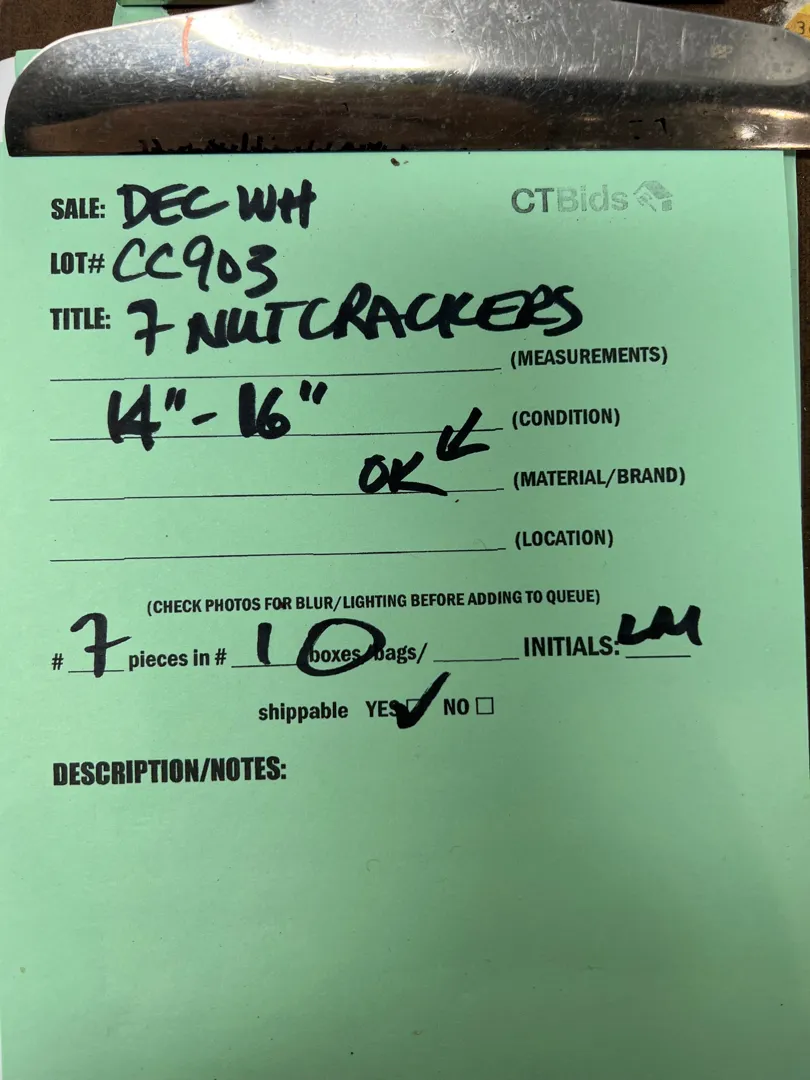 SALE: DEC WH
CTBids
LOT# CC903
TITLE: 7 NUTCRACKERS
(MEASUREMENTS)
14" - 16"
(CONDITION)
OK
(MATERIAL/BRAND)
(LOCATION)
(CHECK PHOTOS FOR BLUR/LIGHTING BEFORE ADDING TO QUEUE)
# 7 pieces in # 1 boxes/bags/ INITIALS: LM
shippable YES ✓ NO
DESCRIPTION/NOTES: